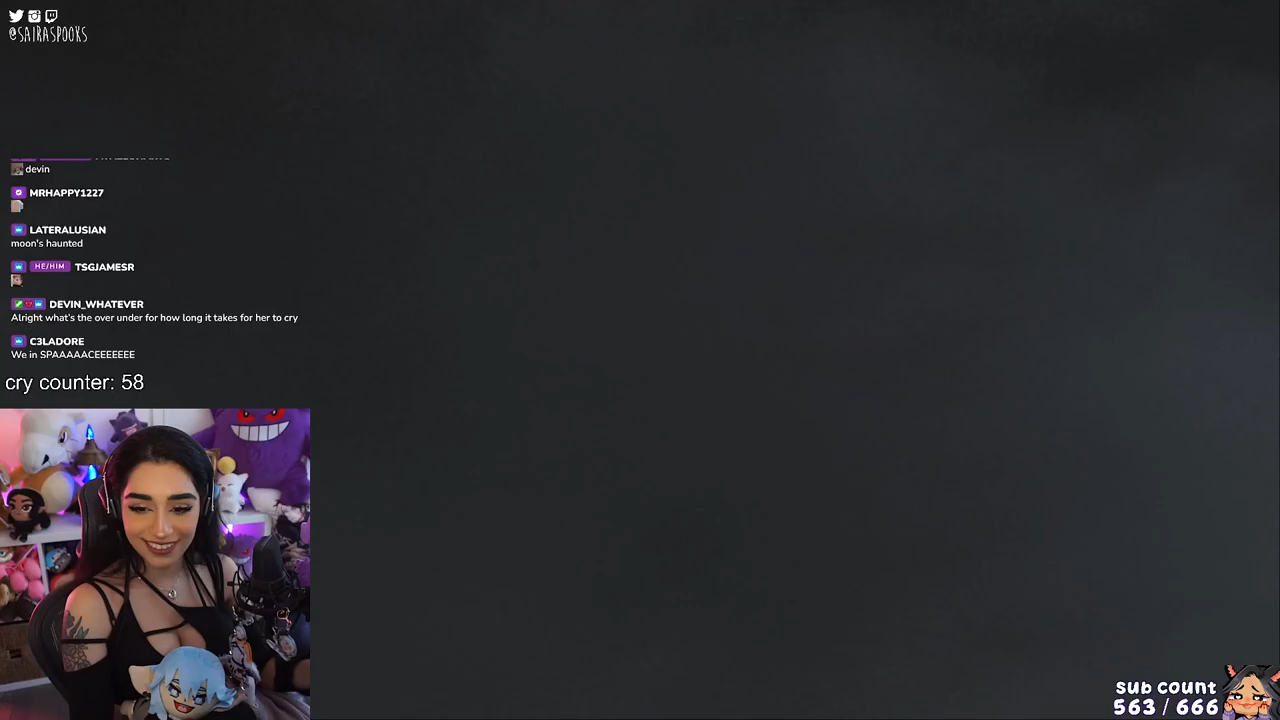 @SAIRASPOOKS
devin
MRHAPPY1227
LATERALUSIAN
moon's haunted
HE/HIM TSGJAMESR
DEVIN_WHATEVER
Alright what's the over under for how long it takes for her to cry
C3LADORE
We in SPAAAAACEEEEEEE
cry counter: 58
sub count
563 / 666